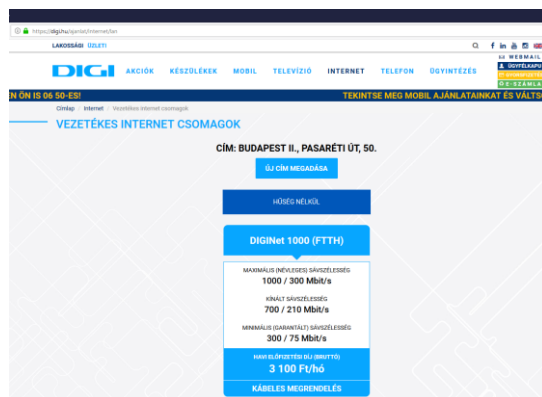 https://digi.hu/ajanlat/internet/lan
LAKOSSÁGI ÜZLETI
WEBMAIL
ÜGYFÉLKAPU
E-SZÁMLA
DIGI AKCIÓK KÉSZÜLÉKEK MOBIL TELEVÍZIÓ INTERNET TELEFON ÜGYINTÉZÉS
EN ÖN IS 06 50-ES! TEKINTSE MEG MOBIL AJÁNLATAINKAT ÉS VÁLTS
Címlap / Internet / Vezetékes internet csomagok
VEZETÉKES INTERNET CSOMAGOK
CÍM: BUDAPEST II., PASARÉTI ÚT, 50.
ÚJ CÍM MEGADÁSA
HŰSÉG NÉLKÜL
DIGINet 1000 (FTTH)
MAXIMÁLIS (NÉVLEGES) SÁVSZÉLESSÉG
1000 / 300 Mbit/s
KÍNÁLT SÁVSZÉLESSÉG
700 / 210 Mbit/s
MINIMÁLIS (GARANTÁLT) SÁVSZÉLESSÉG
300 / 75 Mbit/s
HAVI ELŐFIZETÉSI DÍJ (BRUTTÓ)
3 100 Ft/hó
KÁBELES MEGRENDELÉS